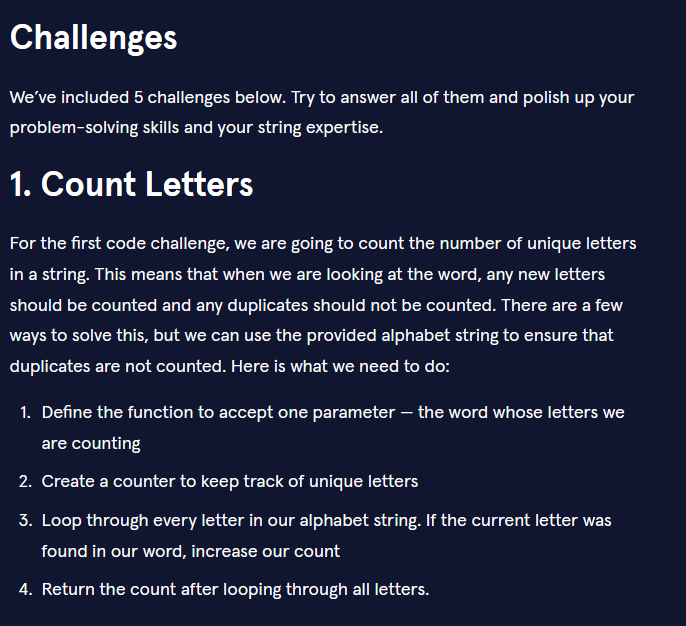 Challenges
We've included 5 challenges below. Try to answer all of them and polish up your
problem-solving skills and your string expertise.
1. Count Letters
For the first code challenge, we are going to count the number of unique letters
in a string. This means that when we are looking at the word, any new letters
should be counted and any duplicates should not be counted. There are a few
ways to solve this, but we can use the provided alphabet string to ensure that
duplicates are not counted. Here is what we need to do:
1. Define the function to accept one parameter — the word whose letters we
are counting
2. Create a counter to keep track of unique letters
3. Loop through every letter in our alphabet string. If the current letter was
found in our word, increase our count
4. Return the count after looping through all letters.